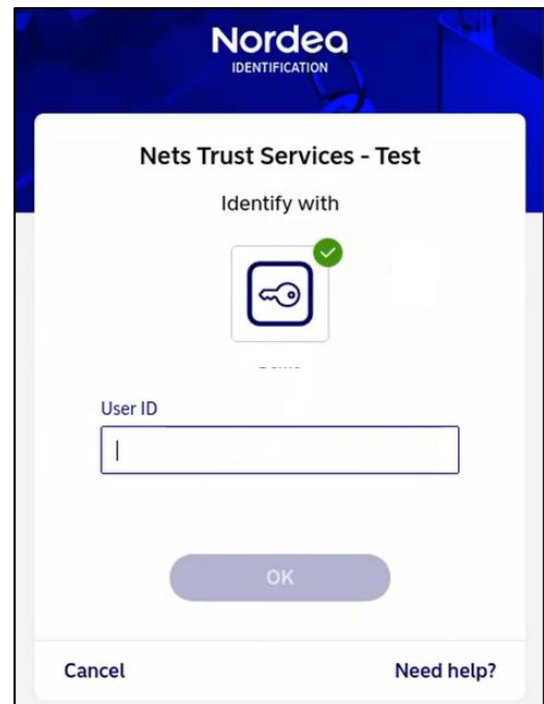 Nordea
IDENTIFICATION
Nets Trust Services - Test
Identify with
User ID
OK
Cancel
Need help?